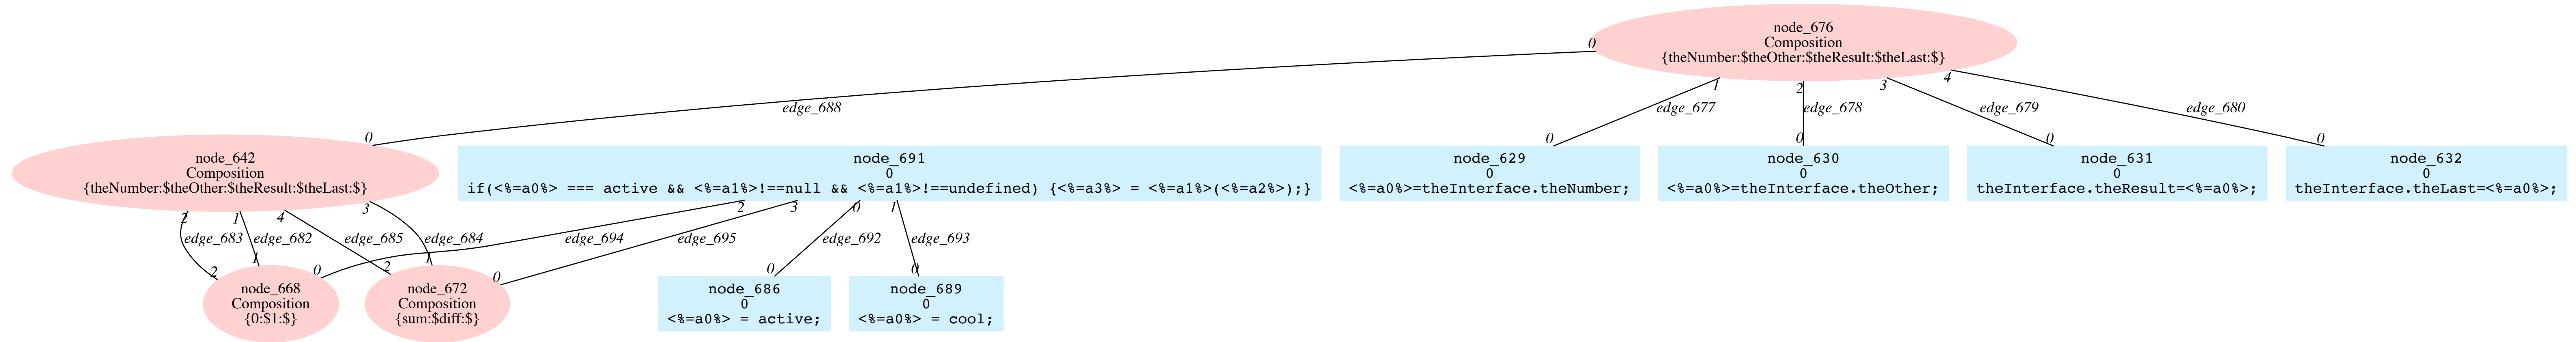 node_676
Composition
{theNumber:$theOther:$theResult:$theLast:$}
0
1
2
3
4
edge_688
edge_677
edge_678
edge_679
edge_680
0
0
0
0
0
node_642
Composition
{theNumber:$theOther:$theResult:$theLast:$}
node_691
0
if(<%=a0%> === active && <%=a1%>!==null && <%=a1%>!==undefined) {<%=a3%> = <%=a1%>(<%=a2%>);}
node_629
0
<%=a0%>=theInterface.theNumber;
node_630
0
<%=a0%>=theInterface.theOther;
node_631
0
theInterface.theResult=<%=a0%>;
node_632
0
theInterface.theLast=<%=a0%>;
2
1
4
3
2
3
0
1
edge_683
edge_682
edge_685
edge_684
edge_694
edge_695
edge_692
edge_693
2
1
0
2
1
0
0
0
node_668
Composition
{0:$1:$}
node_672
Composition
{sum:$diff:$}
node_686
0
<%=a0%> = active;
node_689
0
<%=a0%> = cool;